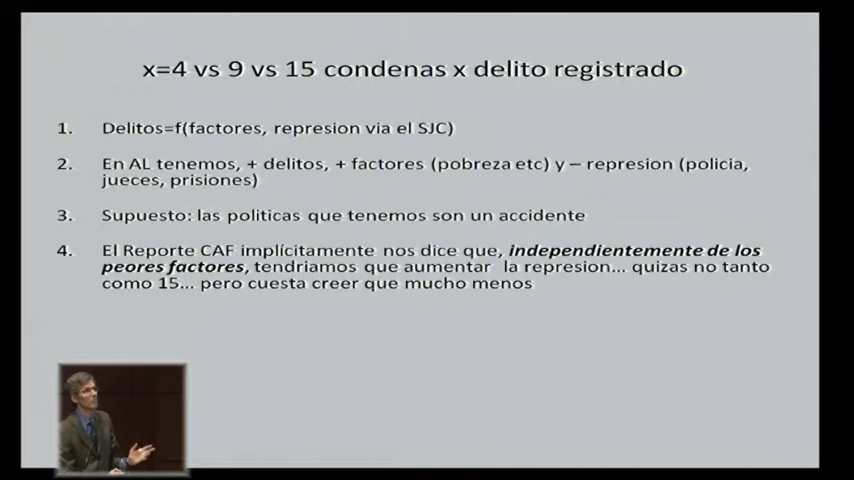 x=4 vs 9 vs 15 condenas x delito registrado
1. Delitos=f(factores, represion via el SJC)
2. En AL tenemos, + delitos, + factores (pobreza etc) y – represion (policia,
jueces, prisiones)
3. Supuesto: las politicas que tenemos son un accidente
4. El Reporte CAF implícitamente nos dice que, independientemente de los
peores factores, tendriamos que aumentar la represion... quizas no tanto
como 15... pero cuesta creer que mucho menos